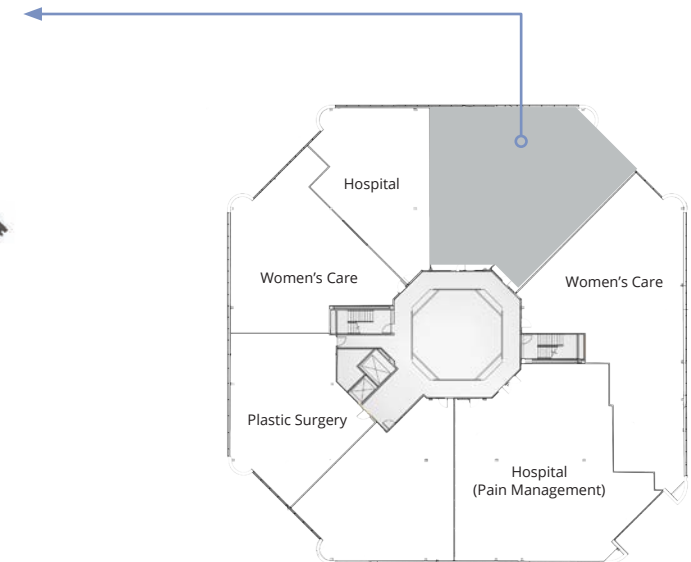 Hospital
Women's Care
Women's Care
Plastic Surgery
Hospital
(Pain Management)